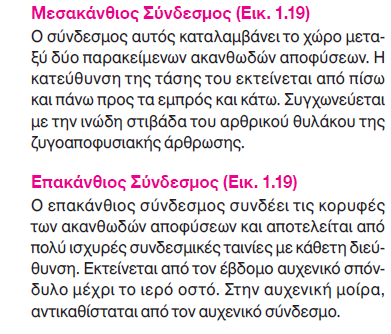 Μεσακάνθιος Σύνδεσμος (Εικ. 1.19)
Ο σύνδεσμος αυτός καταλαμβάνει το χώρο μετα-
ξύ δύο παρακείμενων ακανθωδών αποφύσεων. Η
κατεύθυνση της τάσης του εκτείνεται από πίσω
και πάνω προς τα εμπρός και κάτω. Συγχωνεύεται
με την ινώδη στιβάδα του αρθρικού θυλάκου της
ζυγοαποφυσιακής άρθρωσης.
Επακάνθιος Σύνδεσμος (Εικ. 1.19)
Ο επακάνθιος σύνδεσμος συνδέει τις κορυφές
των ακανθωδών αποφύσεων και αποτελείται από
πολύ ισχυρές συνδεσμικές ταινίες με κάθετη διεύ-
θυνση. Εκτείνεται από τον έβδομο αυχενικό σπόν-
δυλο μέχρι το ιερό οστό. Στην αυχενική μοίρα,
αντικαθίσταται από τον αυχενικό σύνδεσμο.